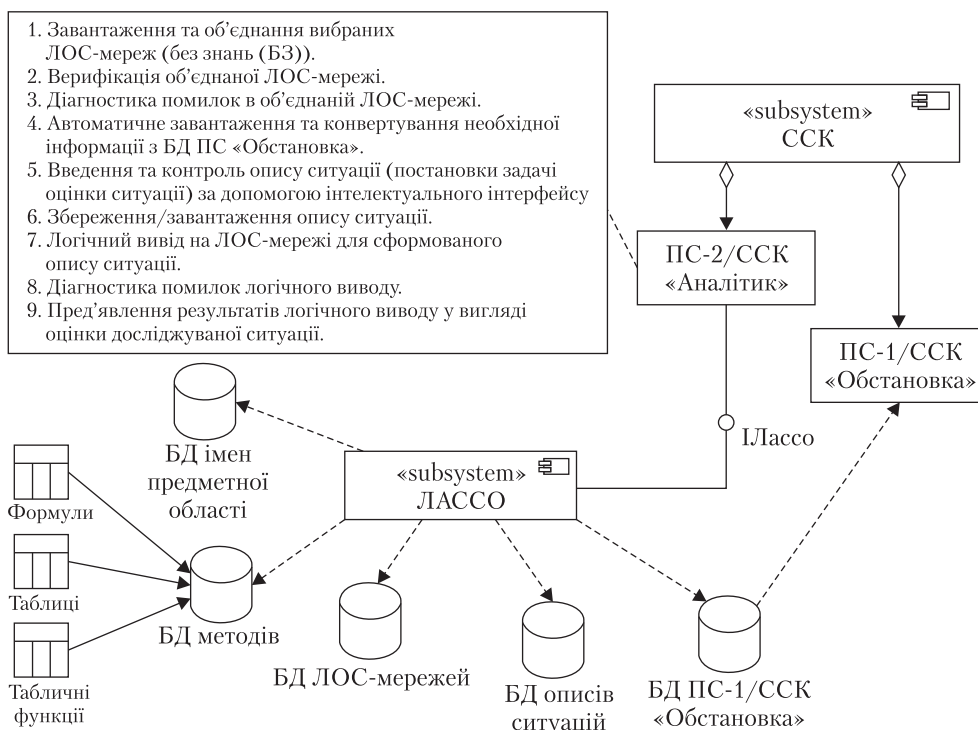 1. Завантаження та об’єднання вибраних
ЛОС-мереж (без знань (БЗ)).
2. Верифікація об’єднаної ЛОС-мережі.
3. Діагностика помилок в об’єднаній ЛОС-мережі.
4. Автоматичне завантаження та конвертування необхідної
інформації з БД ПС «Обстановка».
5. Введення та контроль опису ситуації (постановки задачі
оцінки ситуації) за допомогою інтелектуального інтерфейсу
6. Збереження/завантаження опису ситуації.
7. Логічний вивід на ЛОС-мережі для сформованого
опису ситуації.
8. Діагностика помилок логічного виводу.
9. Пред’явлення результатів логічного виводу у вигляді
оцінки досліджуваної ситуації.
«subsystem»
ССК
ПС-2/ССК
«Аналітик»
ПС-1/ССК
«Обстановка»
ІЛассо
«subsystem»
ЛАССО
БД імен
предметної
області
Формули
Таблиці
Табличні
функції
БД методів
БД ЛОС-мережей
БД описів
ситуацій
БД ПС-1/ССК
«Обстановка»